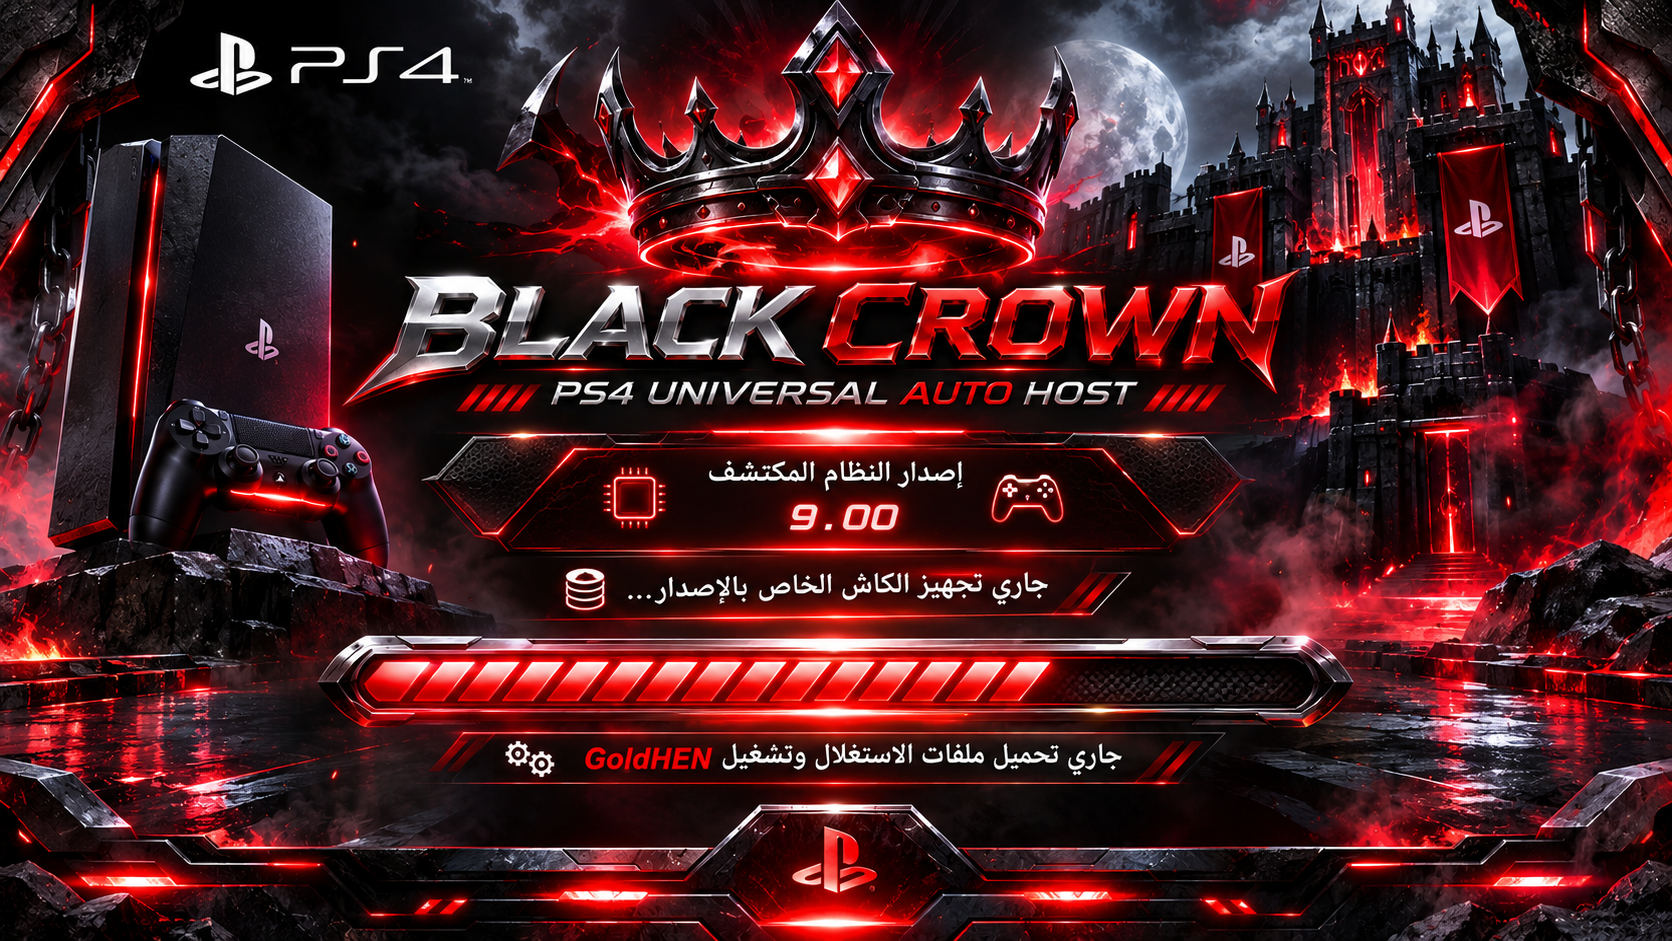 PS4™
BLACK CROWN
PS4 UNIVERSAL AUTO HOST
إصدار النظام المكتشف
9.00
جاري تجهيز الكاش الخاص بالإصدار...
جاري تحميل ملفات الاستغلال وتشغيل GoldHEN